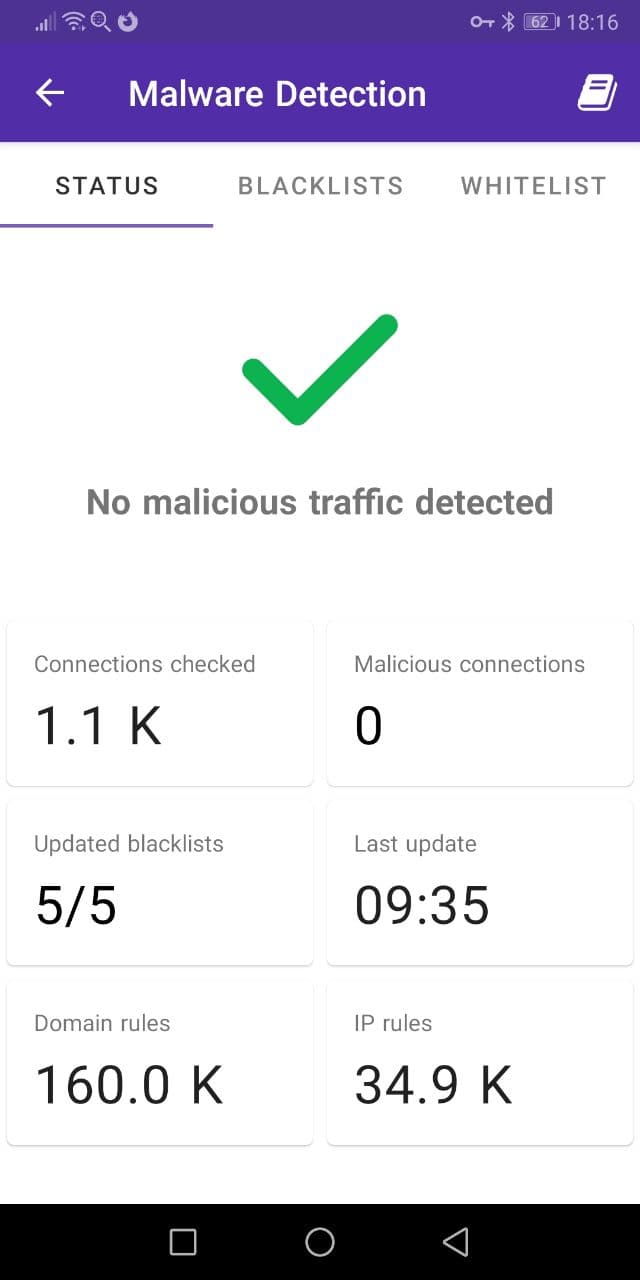 62 18:16
Malware Detection
STATUS BLACKLISTS WHITELIST
No malicious traffic detected
Connections checked
1.1 K
Malicious connections
0
Updated blacklists
5/5
Last update
09:35
Domain rules
160.0 K
IP rules
34.9 K